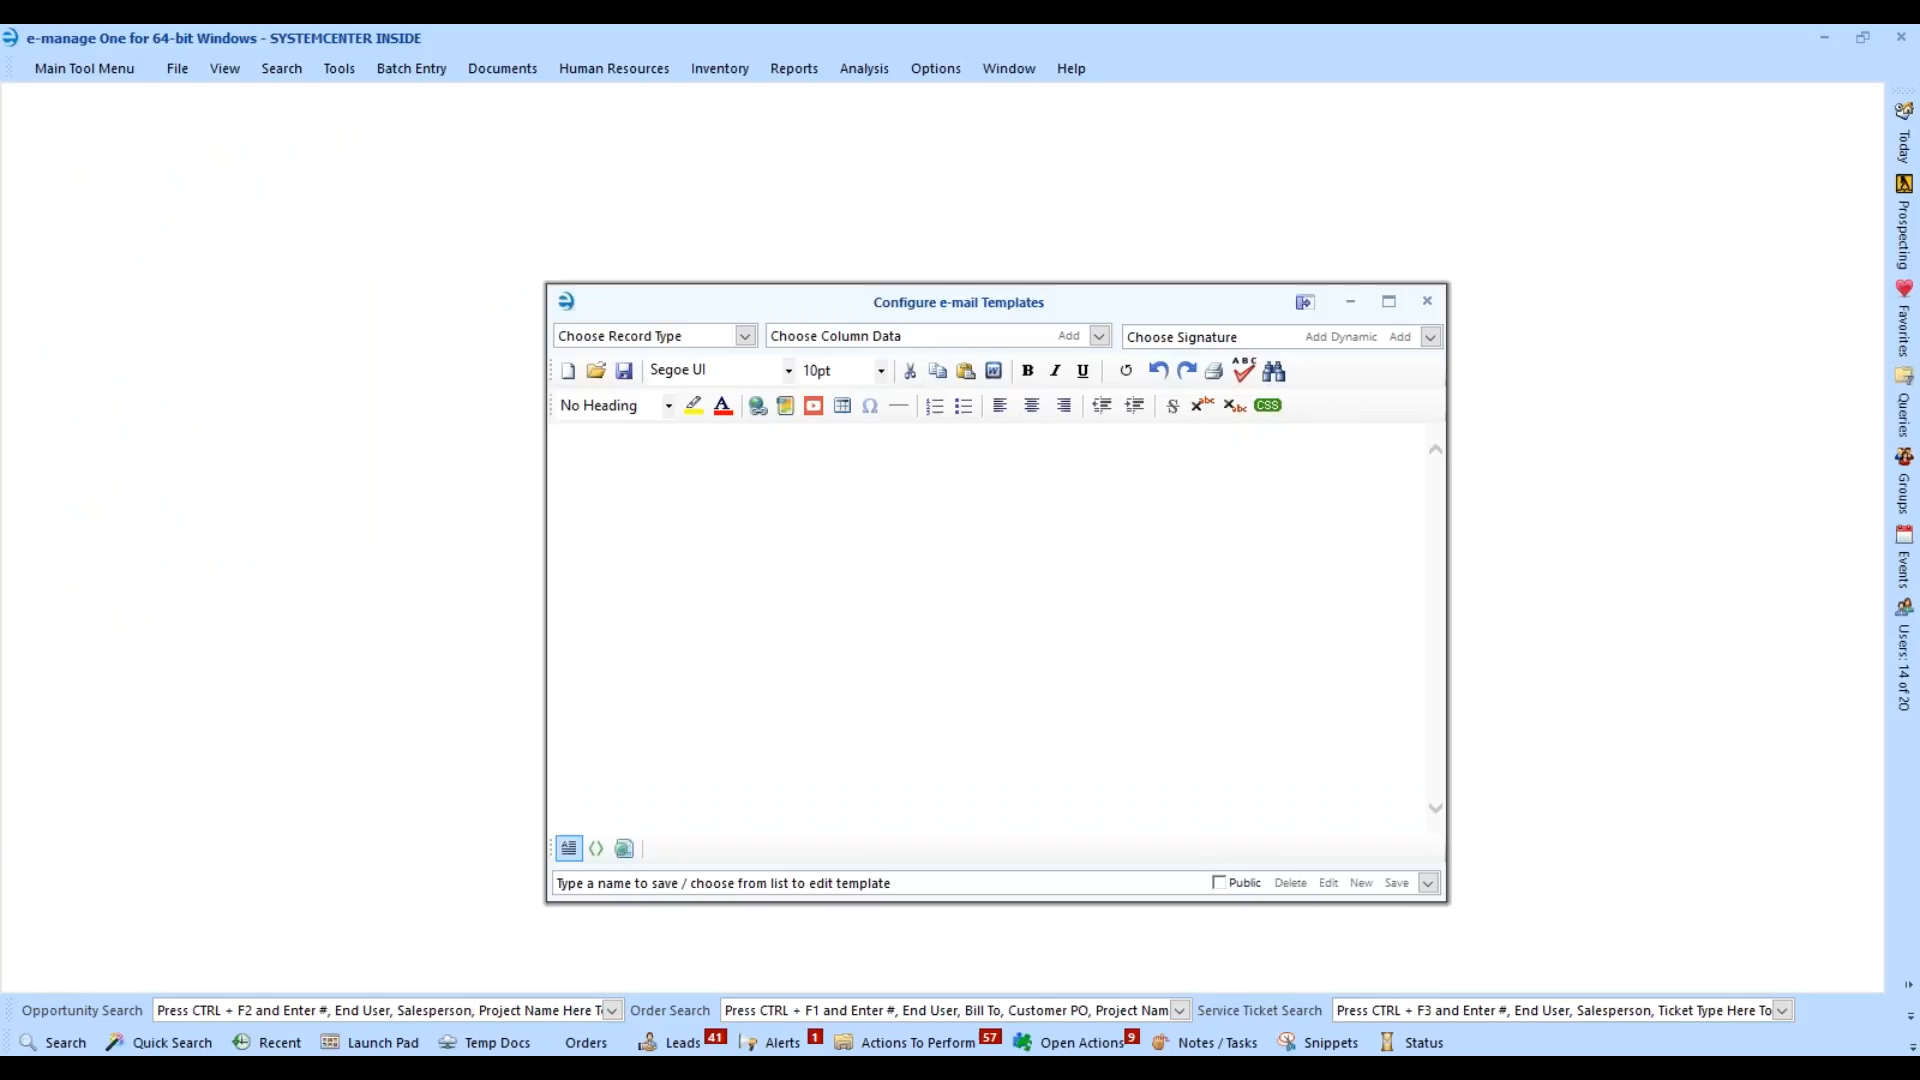 e-manage One for 64-bit Windows - SYSTEMCENTER INSIDE
Main Tool Menu File View Search Tools Batch Entry Documents Human Resources Inventory Reports Analysis Options Window Help
Configure e-mail Templates
Choose Record Type Choose Column Data Add Choose Signature Add Dynamic Add
Segoe UI 10pt B I U ABC
No Heading A Ω S x abc x abc CSS
Type a name to save / choose from list to edit template Public Delete Edit New Save
Today
Prospecting
Favorites
Queries
Groups
Events
Users: 14 of 20
Opportunity Search Press CTRL + F2 and Enter #, End User, Salesperson, Project Name Here T Order Search Press CTRL + F1 and Enter #, End User, Bill To, Customer PO, Project Nam Service Ticket Search Press CTRL + F3 and Enter #, End User, Salesperson, Ticket Type Here To
Search Quick Search Recent Launch Pad Temp Docs Orders Leads 41 Alerts 1 Actions To Perform 57 Open Actions 9 Notes / Tasks Snippets Status